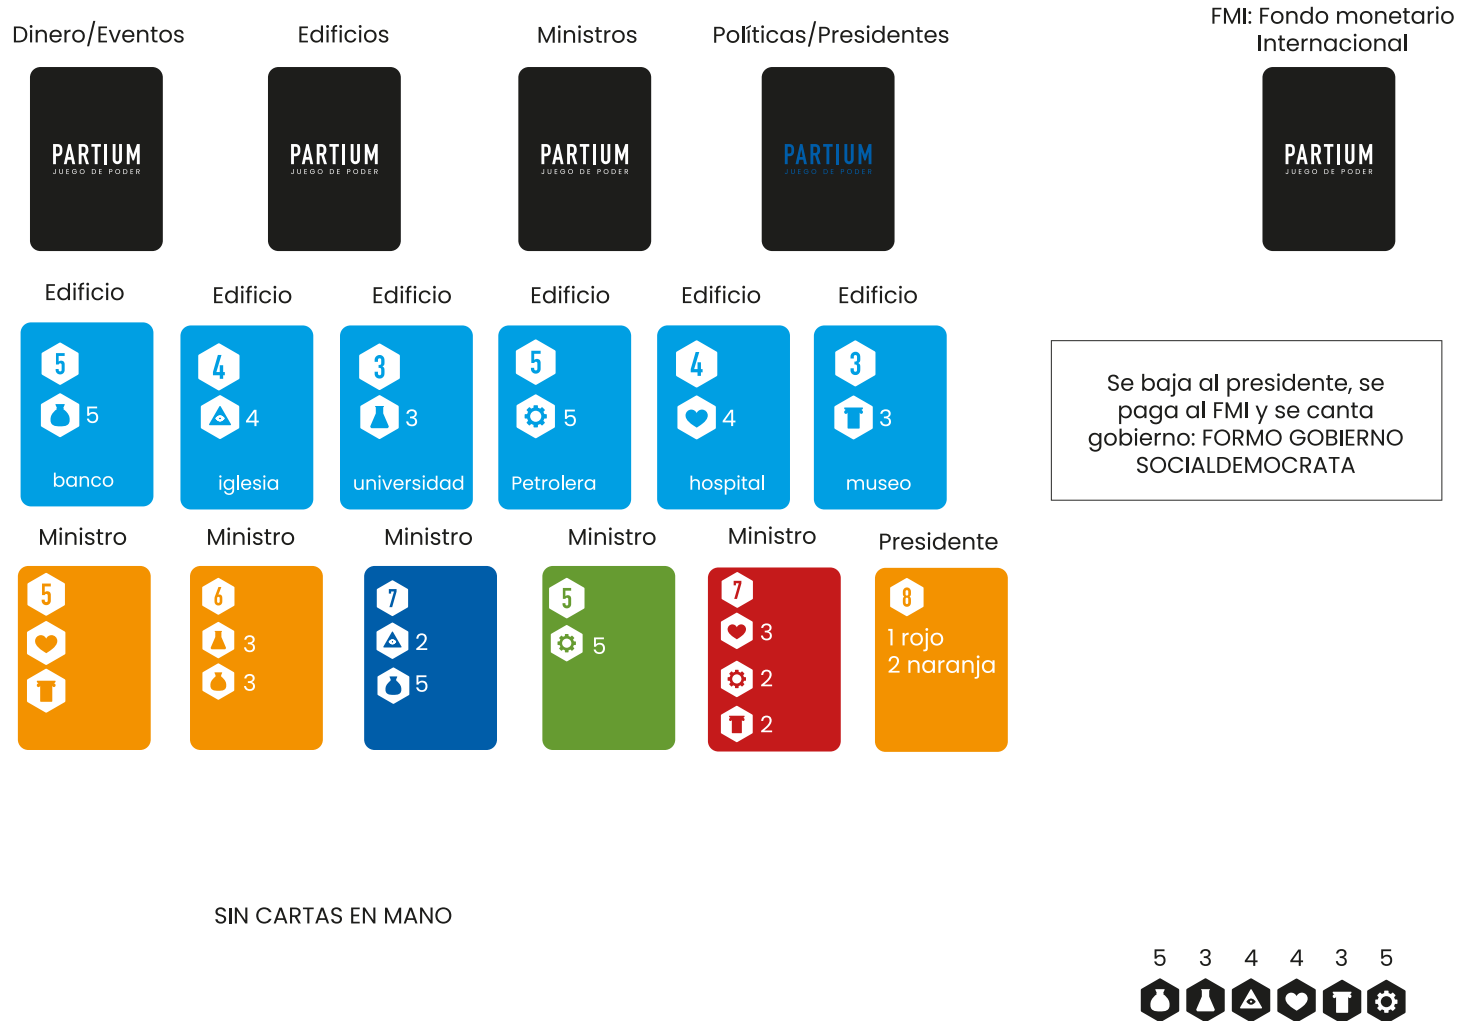 Dinero/Eventos
Edificios
Ministros
Políticas/Presidentes
FMI: Fondo monetario
Internacional
PARTIUM
JUEGO DE PODER
PARTIUM
JUEGO DE PODER
PARTIUM
JUEGO DE PODER
PARTIUM
JUEGO DE PODER
PARTIUM
JUEGO DE PODER
Edificio
5
5
banco
Edificio
4
4
iglesia
Edificio
3
3
universidad
Edificio
5
5
Petrolera
Edificio
4
4
hospital
Edificio
3
3
museo
Se baja al presidente, se
paga al FMI y se canta
gobierno: FORMO GOBIERNO
SOCIALDEMOCRATA
Ministro
5
Ministro
6
3
3
Ministro
7
2
5
Ministro
5
5
Ministro
7
3
2
2
Presidente
8
1 rojo
2 naranja
SIN CARTAS EN MANO
5 3 4 4 3 5